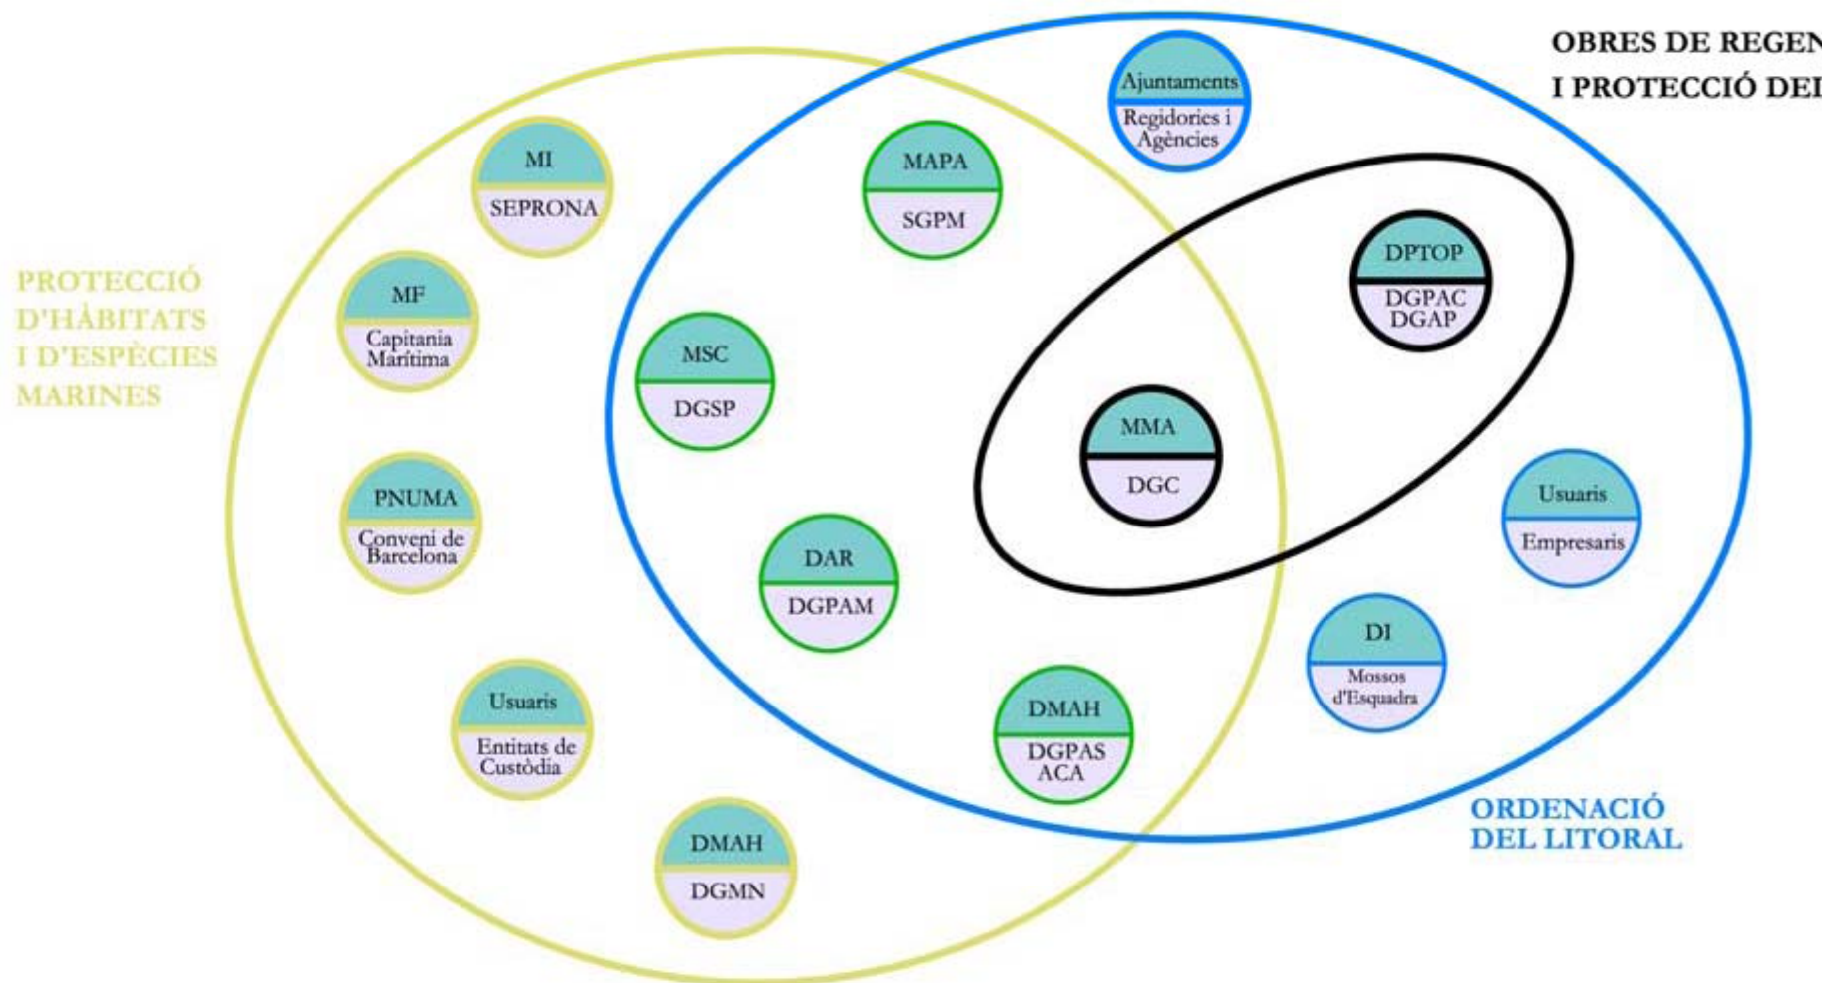 OBRES DE REGEN
I PROTECCIÓ DEL
Ajuntaments
Regidories i
Agències
MI
SEPRONA
MAPA
SGPM
DPTOP
DGPAC
DGAP
PROTECCIÓ
D'HÀBITATS
I D'ESPÈCIES
MARINES
MF
Capitania
Marítima
MSC
DGSP
MMA
DGC
PNUMA
Conveni de
Barcelona
Usuaris
Empresaris
DAR
DGPAM
DI
Mossos
d'Esquadra
Usuaris
Entitats de
Custòdia
DMAH
DGPAS
ACA
DMAH
DGMN
ORDENACIÓ
DEL LITORAL